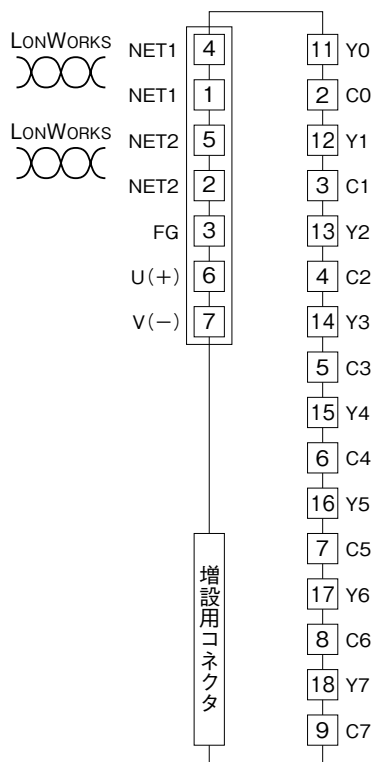 LONWORKS
NET1 4
NET1 1
LONWORKS
NET2 5
NET2 2
FG 3
U(+) 6
V(−) 7
増設用コネクタ
11 Y0
2 C0
12 Y1
3 C1
13 Y2
4 C2
14 Y3
5 C3
15 Y4
6 C4
16 Y5
7 C5
17 Y6
8 C6
18 Y7
9 C7